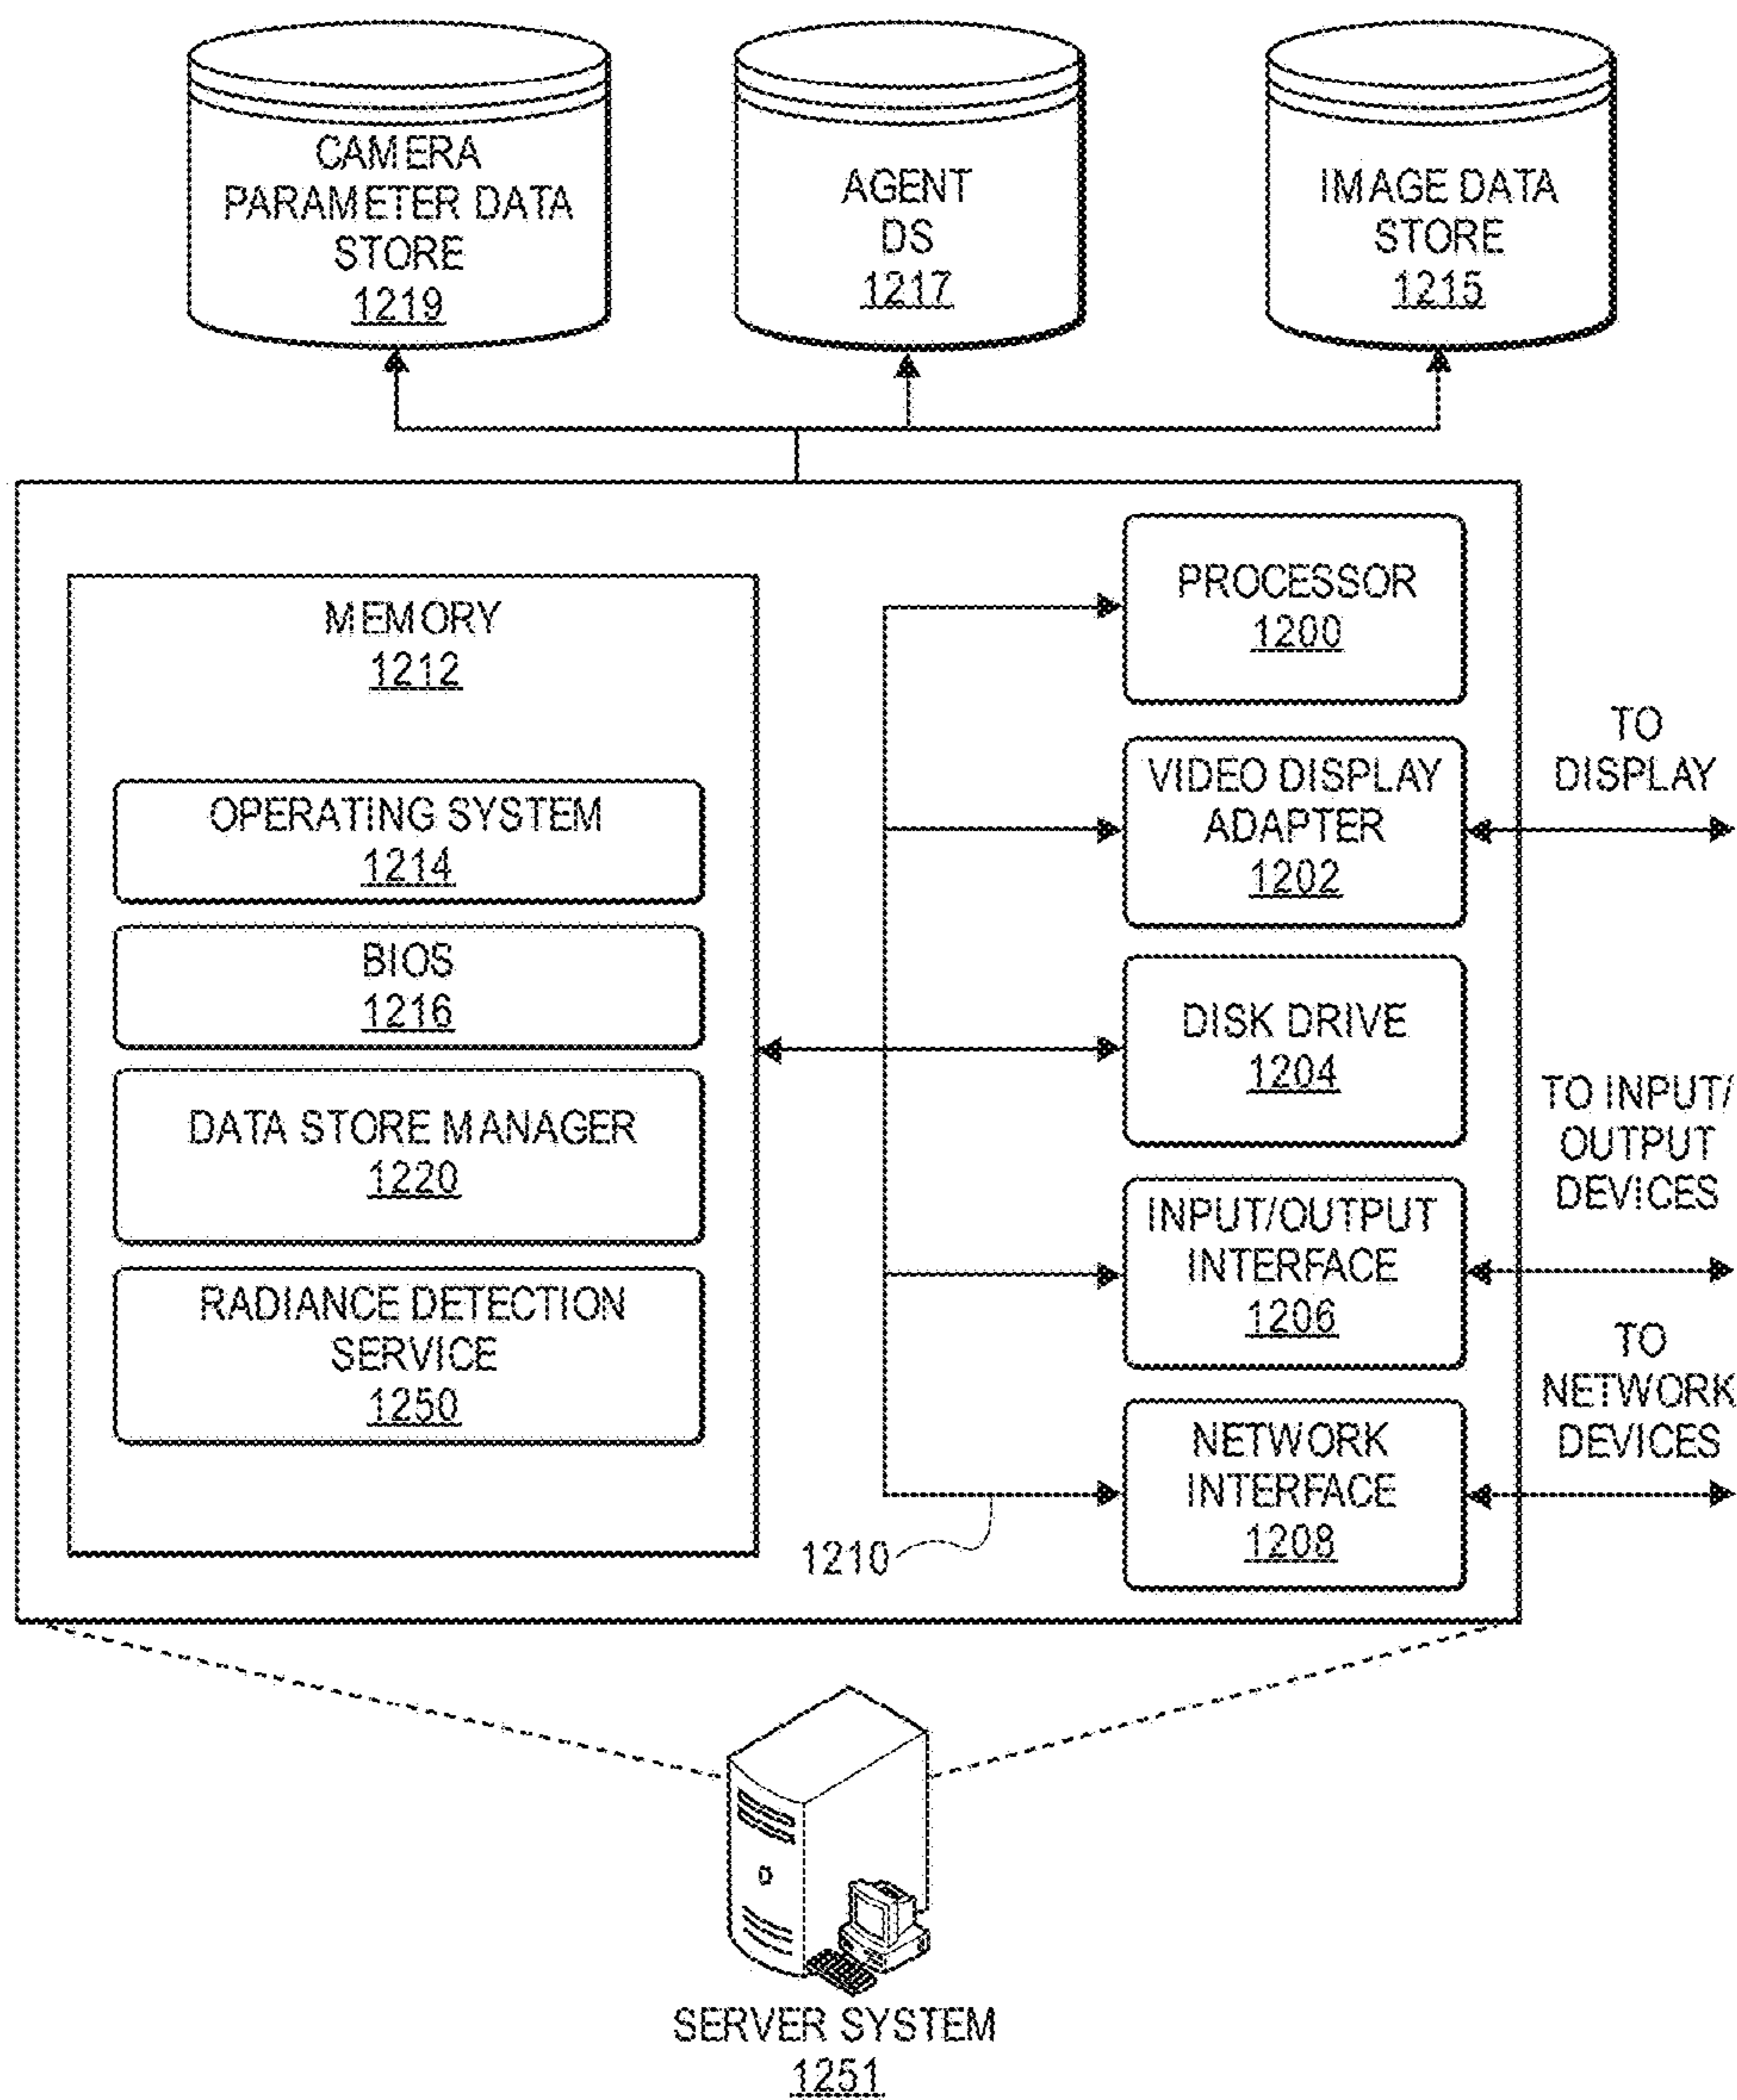 CAMERA
PARAMETER DATA
STORE
1219
AGENT
DS
1217
IMAGE DATA
STORE
1215
MEMORY
1212
OPERATING SYSTEM
1214
BIOS
1216
DATA STORE MANAGER
1220
RADIANCE DETECTION
SERVICE
1250
PROCESSOR
1200
VIDEO DISPLAY
ADAPTER
1202
DISK DRIVE
1204
INPUT/OUTPUT
INTERFACE
1206
NETWORK
INTERFACE
1208
1210
TO
DISPLAY
TO INPUT/
OUTPUT
DEVICES
TO
NETWORK
DEVICES
SERVER SYSTEM
1251